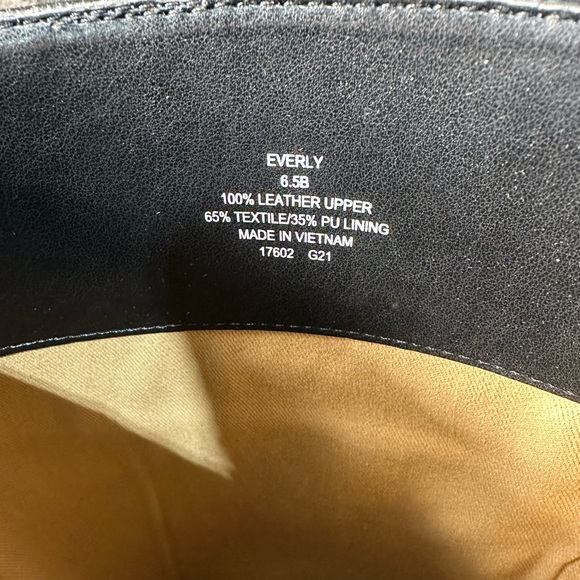 EVERLY
6.5B
100% LEATHER UPPER
65% TEXTILE/35% PU LINING
MADE IN VIETNAM
17602 G21